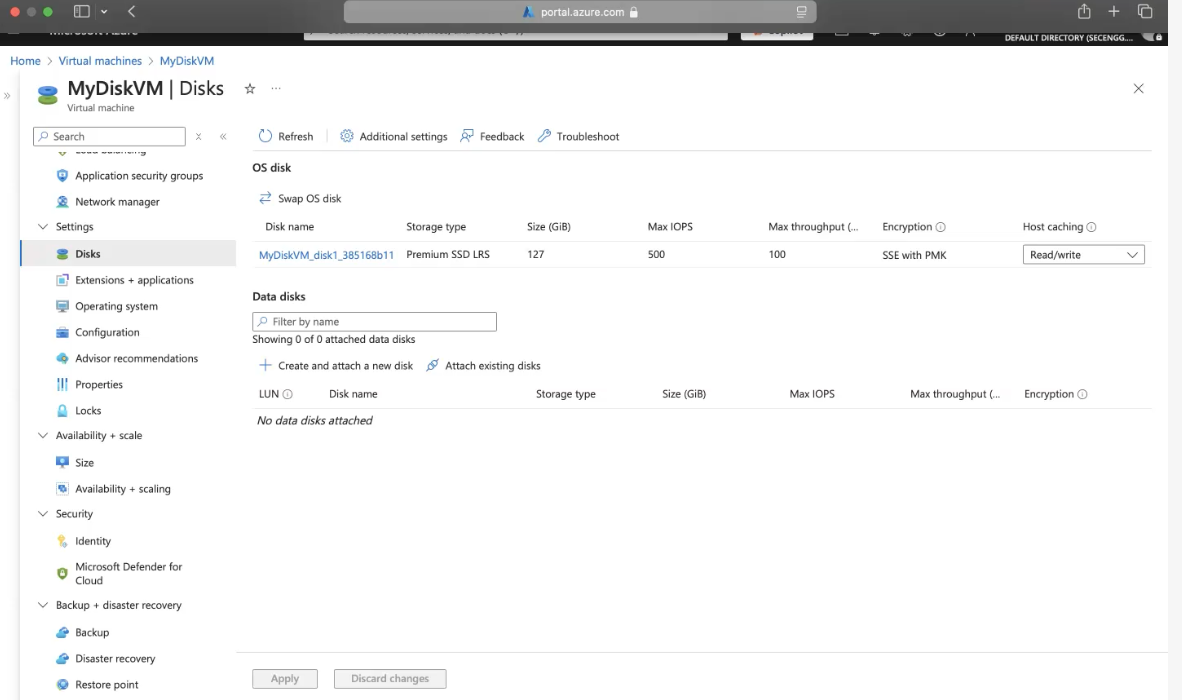 portal.azure.com
Microsoft Azure
Copilot
DEFAULT DIRECTORY (SECENGG....
Home > Virtual machines > MyDiskVM
MyDiskVM | Disks
Virtual machine
Search
Load balancing
Application security groups
Network manager
Settings
Disks
Extensions + applications
Operating system
Configuration
Advisor recommendations
Properties
Locks
Availability + scale
Size
Availability + scaling
Security
Identity
Microsoft Defender for
Cloud
Backup + disaster recovery
Backup
Disaster recovery
Restore point
Refresh Additional settings Feedback Troubleshoot
OS disk
Swap OS disk
Disk name Storage type Size (GiB) Max IOPS Max throughput (... Encryption Host caching
MyDiskVM_disk1_385168b11 Premium SSD LRS 127 500 100 SSE with PMK Read/write
Data disks
Filter by name
Showing 0 of 0 attached data disks
Create and attach a new disk Attach existing disks
LUN Disk name Storage type Size (GiB) Max IOPS Max throughput (... Encryption
No data disks attached
Apply Discard changes